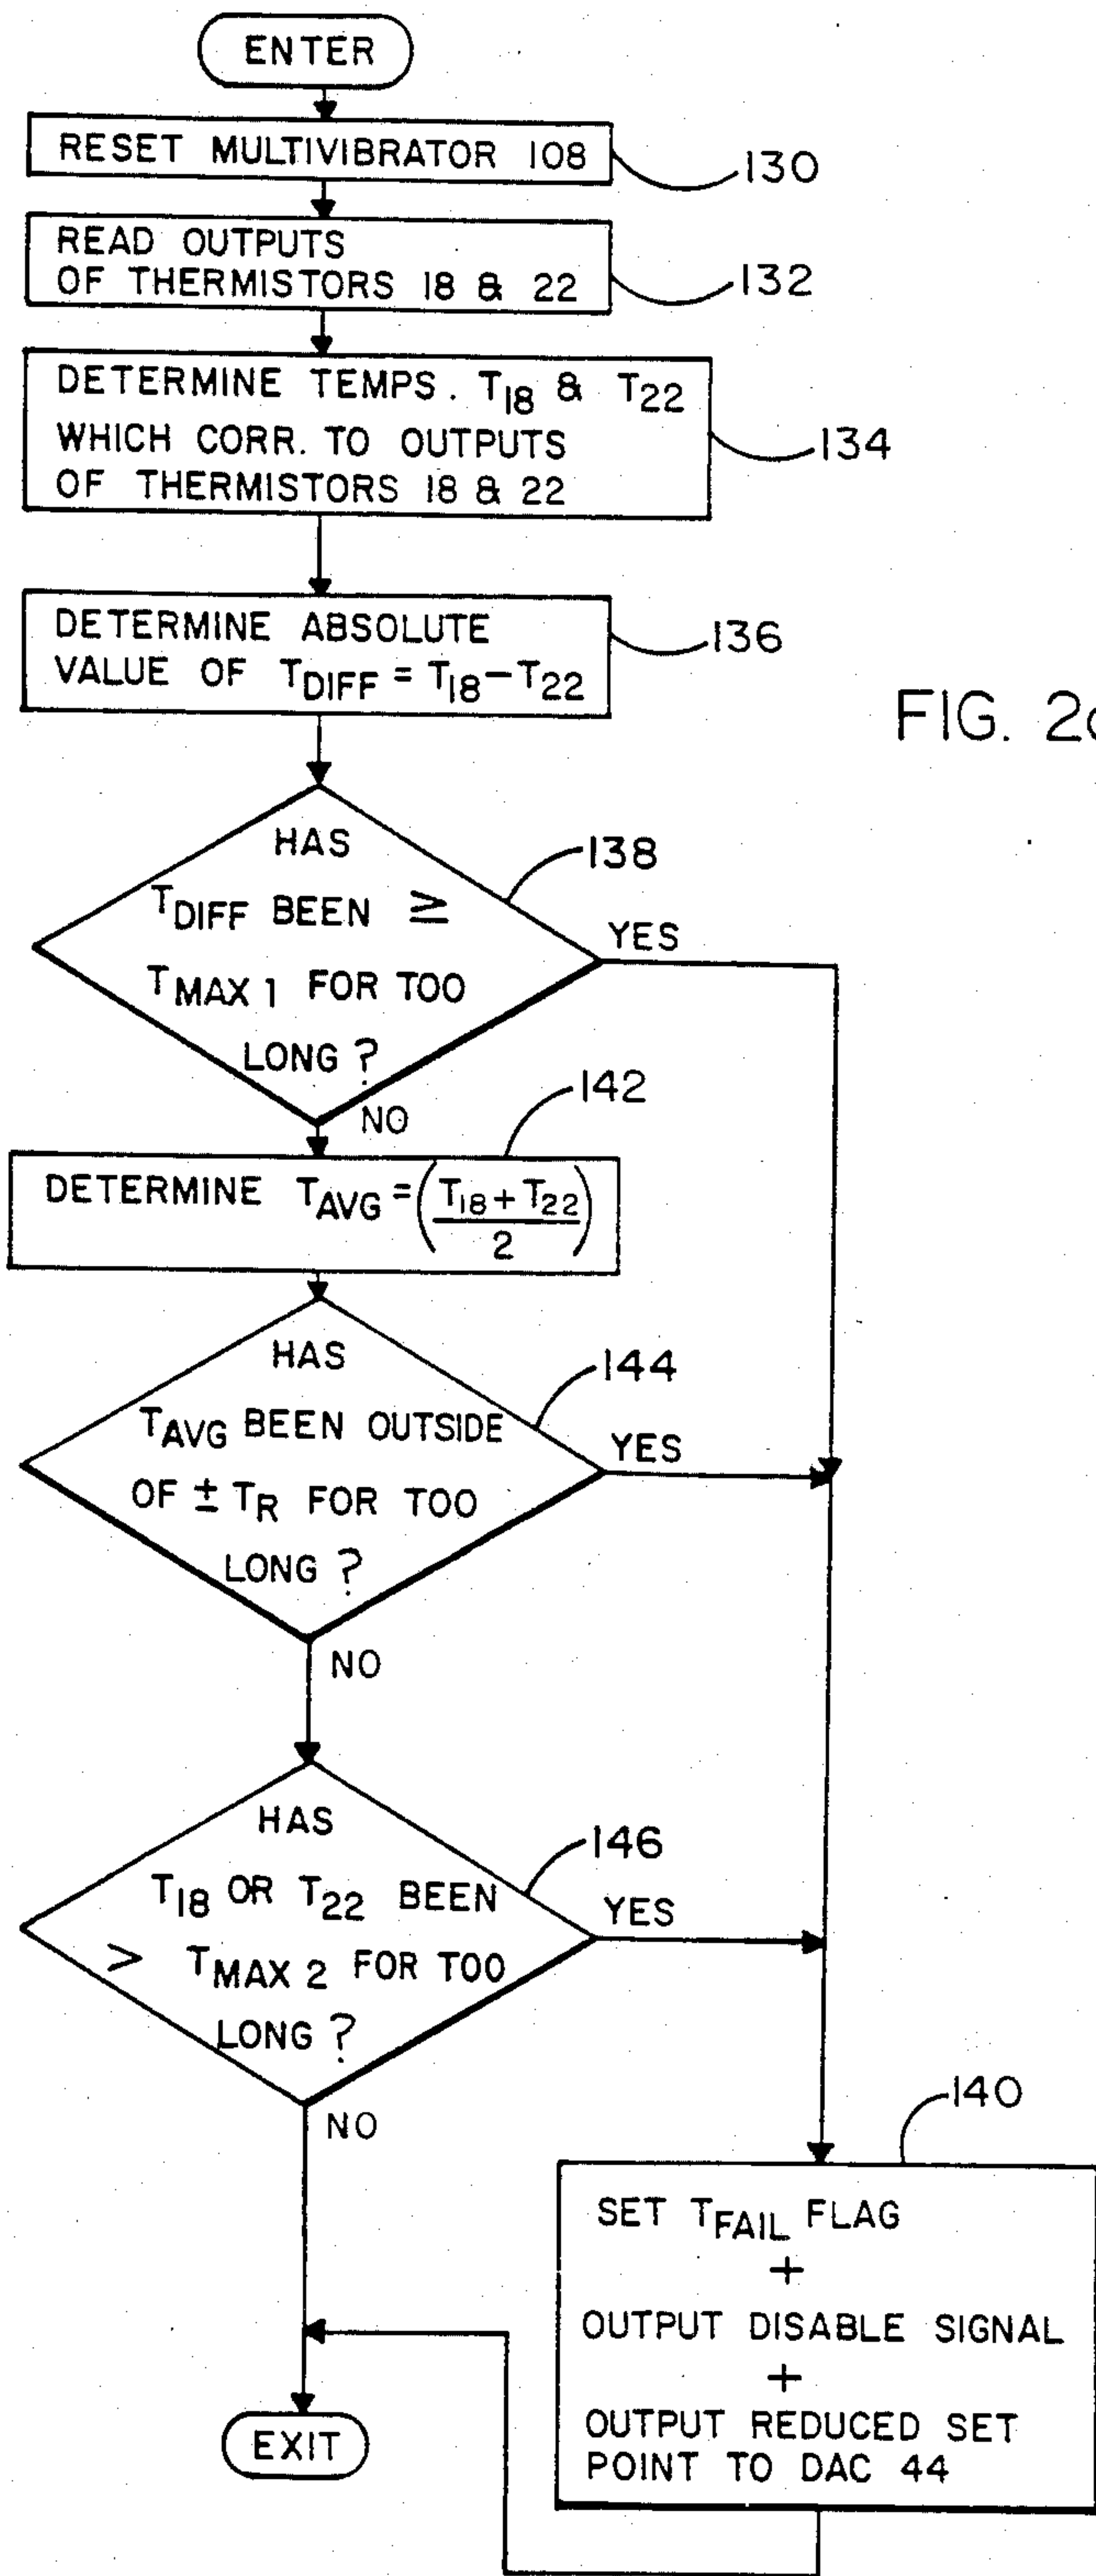 ENTER
RESET MULTIVIBRATOR 108
130
READ OUTPUTS
OF THERMISTORS 18 & 22
132
DETERMINE TEMPS. T18 & T22
WHICH CORR. TO OUTPUTS
OF THERMISTORS 18 & 22
134
DETERMINE ABSOLUTE
VALUE OF TDIFF = T18-T22
136
FIG. 2
HAS
TDIFF BEEN ≥
TMAX 1 FOR TOO
LONG?
138
YES
NO
142
DETERMINE TAVG = (T18 + T22
2)
HAS
TAVG BEEN OUTSIDE
OF ± TR FOR TOO
LONG?
144
YES
NO
HAS
T18 OR T22 BEEN
> TMAX 2 FOR TOO
LONG?
146
YES
NO
140
SET TFAIL FLAG
+
OUTPUT DISABLE SIGNAL
+
OUTPUT REDUCED SET
POINT TO DAC 44
EXIT